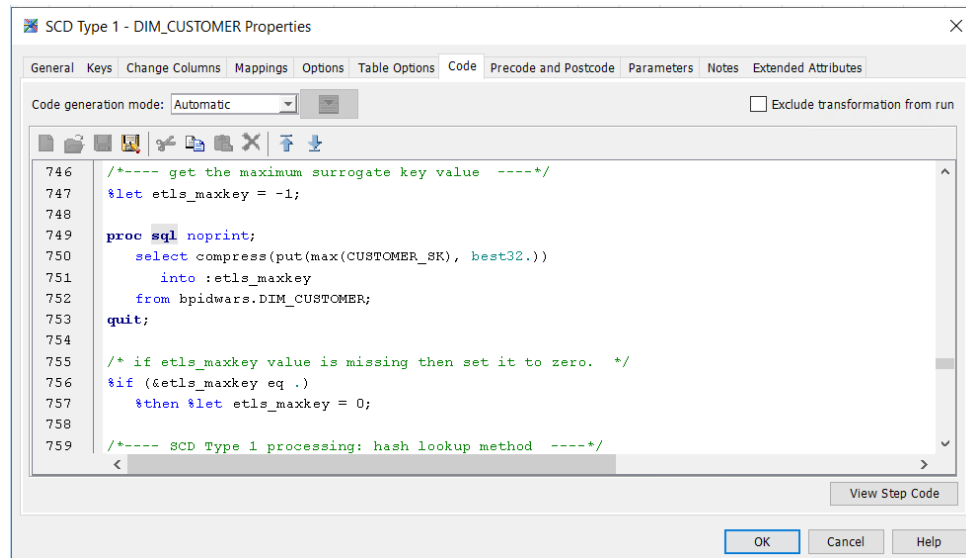 SCD Type 1 - DIM_CUSTOMER Properties
General Keys Change Columns Mappings Options Table Options Code Precode and Postcode Parameters Notes Extended Attributes
Code generation mode: Automatic Exclude transformation from run
746 /*---- get the maximum surrogate key value ----*/
747 %let etls_maxkey = -1;
748
749 proc sql noprint;
750 select compress(put(max(CUSTOMER_SK), best32.))
751 into :etls_maxkey
752 from bpidwars.DIM_CUSTOMER;
753 quit;
754
755 /* if etls_maxkey value is missing then set it to zero. */
756 %if (&etls_maxkey eq .)
757 %then %let etls_maxkey = 0;
758
759 /*---- SCD Type 1 processing: hash lookup method ----*/
View Step Code
OK Cancel Help